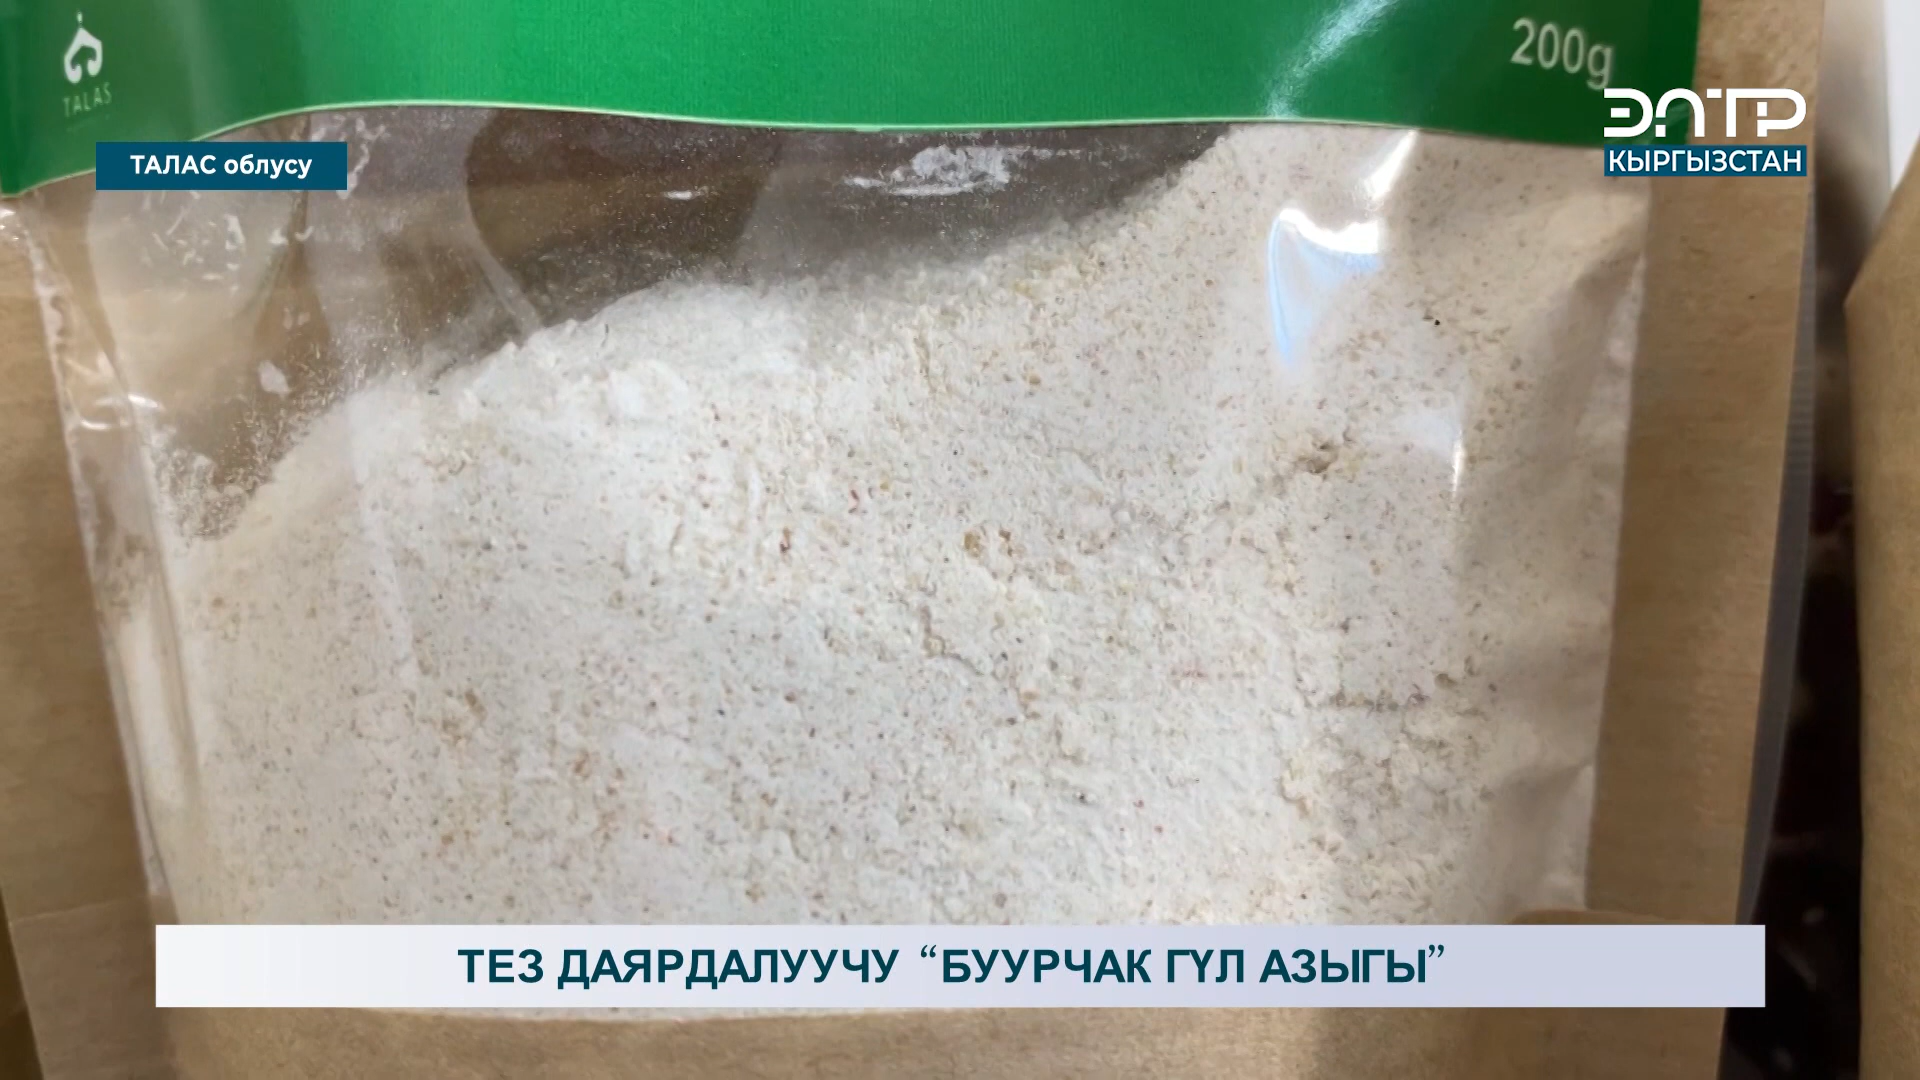 200g
TALAS
ЭЛТР
КЫРГЫЗСТАН
ТАЛАС облусу
ТЕЗ ДАЯРДАЛУУЧУ “БУУРЧАК ГҮЛ АЗЫГЫ”